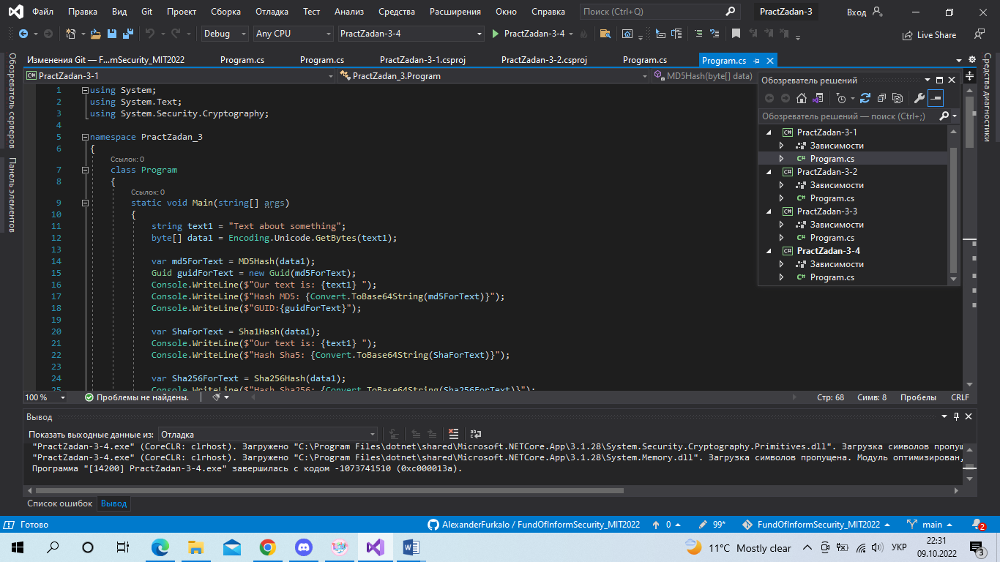 Файл Правка Вид Git Проект Сборка Отладка Тест Анализ Средства Расширения Окно Справка Поиск (Ctrl+Q) PractZadan-3 Вход
Debug Any CPU PractZadan-3-4 PractZadan-3-4 Live Share
Обозреватель серверов
Панель элементов
Средства диагностики
Изменения Git — F...mSecurity_MIT2022 Program.cs Program.cs PractZadan-3-1.csproj PractZadan-3-2.csproj Program.cs Program.cs
PractZadan-3-1 PractZadan_3.Program MD5Hash(byte[] data)
1 using System;
2 using System.Text;
3 using System.Security.Cryptography;
4
5 namespace PractZadan_3
6 {
Ссылок: 0
7 class Program
8 {
Ссылок: 0
9 static void Main(string[] args)
10 {
11 string text1 = "Text about something";
12 byte[] data1 = Encoding.Unicode.GetBytes(text1);
13
14 var md5ForText = MD5Hash(data1);
15 Guid guidForText = new Guid(md5ForText);
16 Console.WriteLine($"Our text is: {text1} ");
17 Console.WriteLine($"Hash MD5: {Convert.ToBase64String(md5ForText)}");
18 Console.WriteLine($"GUID:{guidForText}");
19
20 var ShaForText = Sha1Hash(data1);
21 Console.WriteLine($"Our text is: {text1} ");
22 Console.WriteLine($"Hash Sha5: {Convert.ToBase64String(ShaForText)}");
23
24 var Sha256ForText = Sha256Hash(data1);
25 Console.WriteLine($"Hash Sha256: {Convert.ToBase64String(Sha256ForText)}");
Обозреватель решений
Обозреватель решений — поиск (Ctrl+;)
PractZadan-3-1
Зависимости
Program.cs
PractZadan-3-2
Зависимости
Program.cs
PractZadan-3-3
Зависимости
Program.cs
PractZadan-3-4
Зависимости
Program.cs
100 % Проблемы не найдены. Стр: 68 Симв: 8 Пробелы CRLF
Вывод
Показать выходные данные из: Отладка
"PractZadan-3-4.exe" (CoreCLR: clrhost). Загружено "C:\Program Files\dotnet\shared\Microsoft.NETCore.App\3.1.28\System.Security.Cryptography.Primitives.dll". Загрузка символов пропущ
"PractZadan-3-4.exe" (CoreCLR: clrhost). Загружено "C:\Program Files\dotnet\shared\Microsoft.NETCore.App\3.1.28\System.Memory.dll". Загрузка символов пропущена. Модуль оптимизирован,
Программа "[14200] PractZadan-3-4.exe" завершилась с кодом -1073741510 (0xc000013a).
Список ошибок Вывод
Готово AlexanderFurkalo / FundOfInformSecurity_MIT2022 0 99* FundOfInformSecurity_MIT2022 main 2
11°C Mostly clear УКР 22:31
09.10.2022 3